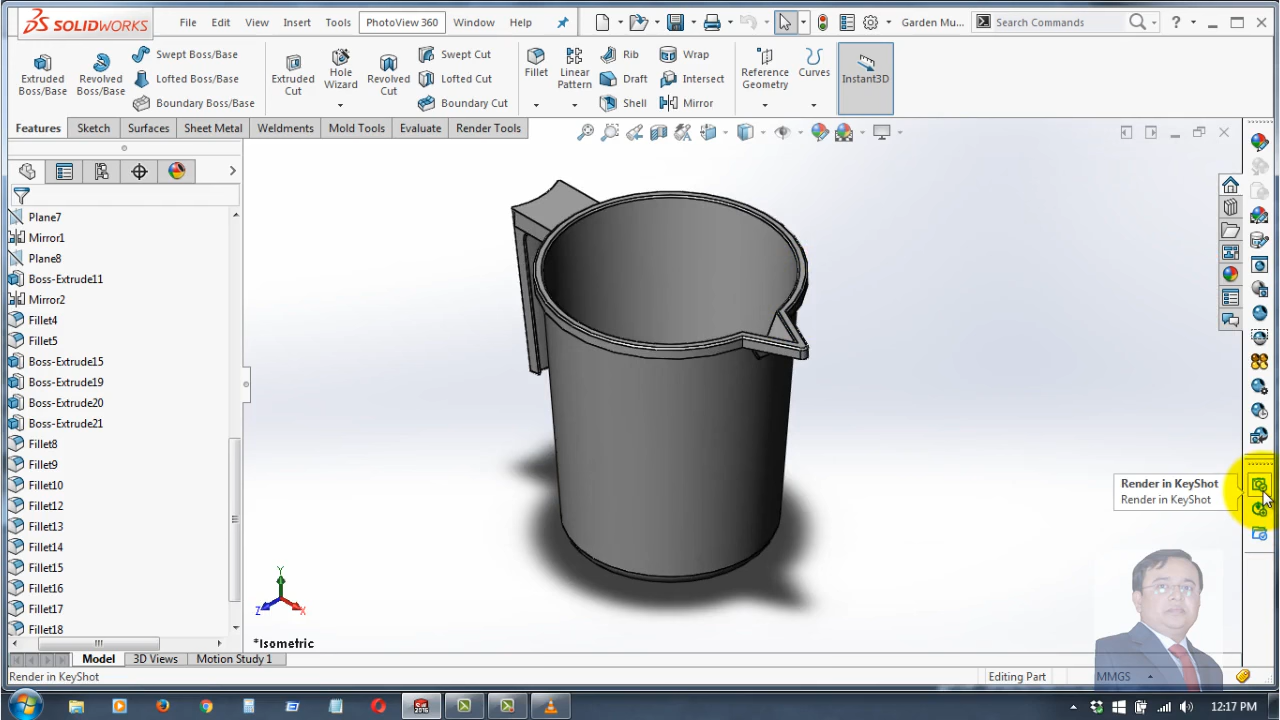 SOLIDWORKS
File
Edit
View
Insert
Tools
PhotoView 360
Window
Help
Garden Mu...
Search Commands
?
Extruded Boss/Base
Revolved Boss/Base
Swept Boss/Base
Lofted Boss/Base
Boundary Boss/Base
Extruded Cut
Hole Wizard
Revolved Cut
Swept Cut
Lofted Cut
Boundary Cut
Fillet
Linear Pattern
Rib
Draft
Shell
Wrap
Intersect
Mirror
Reference Geometry
Curves
Instant3D
Features
Sketch
Surfaces
Sheet Metal
Weldments
Mold Tools
Evaluate
Render Tools
Plane7
Mirror1
Plane8
Boss-Extrude11
Mirror2
Fillet4
Fillet5
Boss-Extrude15
Boss-Extrude19
Boss-Extrude20
Boss-Extrude21
Fillet8
Fillet9
Fillet10
Fillet12
Fillet13
Fillet14
Fillet15
Fillet16
Fillet17
Fillet18
Render in KeyShot
Render in KeyShot
Y
Z
X
*Isometric
Model
3D Views
Motion Study 1
Render in KeyShot
Editing Part
MMGS
2016
12:17 PM